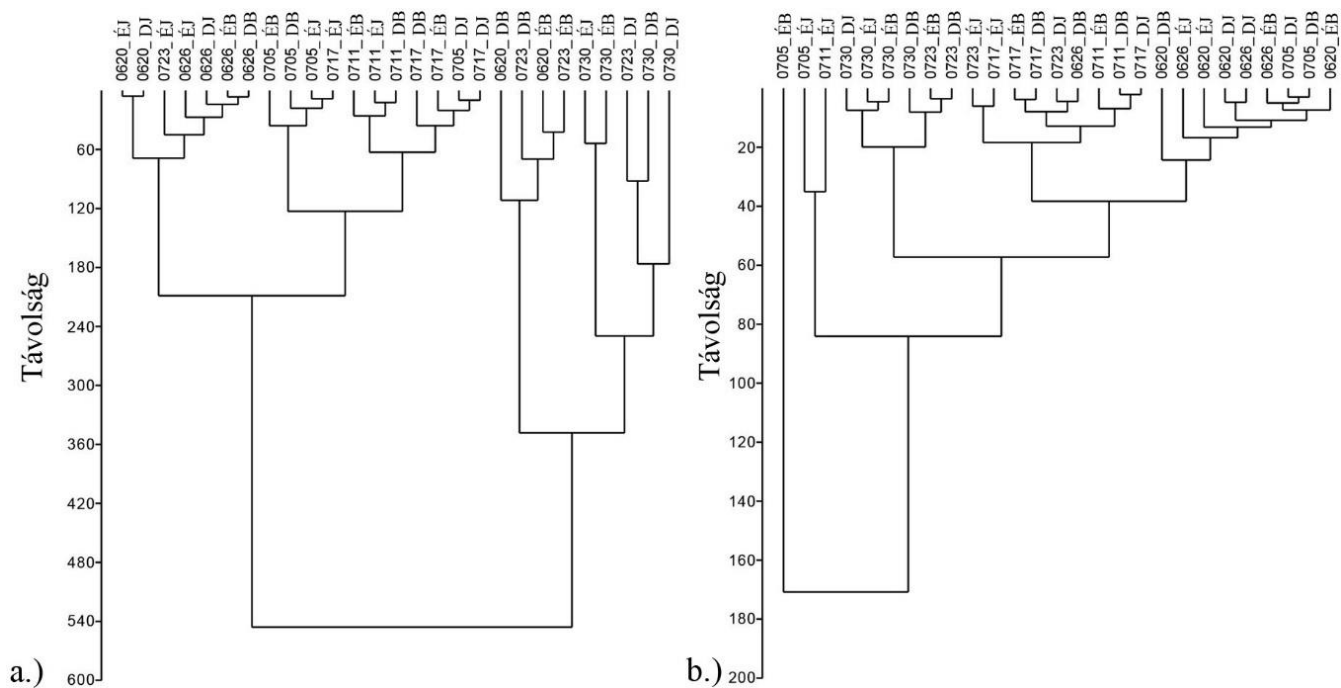 0620_ÉJ
0620_DJ
0723_ÉJ
0626_ÉJ
0626_DJ
0626_ÉB
0626_DB
0705_ÉB
0705_DB
0705_ÉJ
0717_ÉJ
0711_ÉB
0711_ÉJ
0711_DB
0717_DB
0717_ÉB
0705_DJ
0717_DJ
0620_DB
0723_DB
0620_ÉB
0723_ÉB
0730_ÉJ
0730_ÉB
0723_DJ
0730_DB
0730_DJ
60
120
180
240
300
360
420
480
540
600
Távolság
a.)
0705_ÉB
0705_ÉJ
0711_ÉJ
0730_DJ
0730_ÉJ
0730_ÉB
0730_DB
0723_ÉB
0723_DB
0723_ÉJ
0717_ÉJ
0717_ÉB
0717_DB
0723_DJ
0626_DB
0711_ÉB
0711_DB
0717_DJ
0620_DB
0626_ÉJ
0620_ÉB
0620_DJ
0626_DJ
0626_ÉB
0705_DJ
0705_DB
0620_ÉJ
20
40
60
80
100
120
140
160
180
200
Távolság
b.)